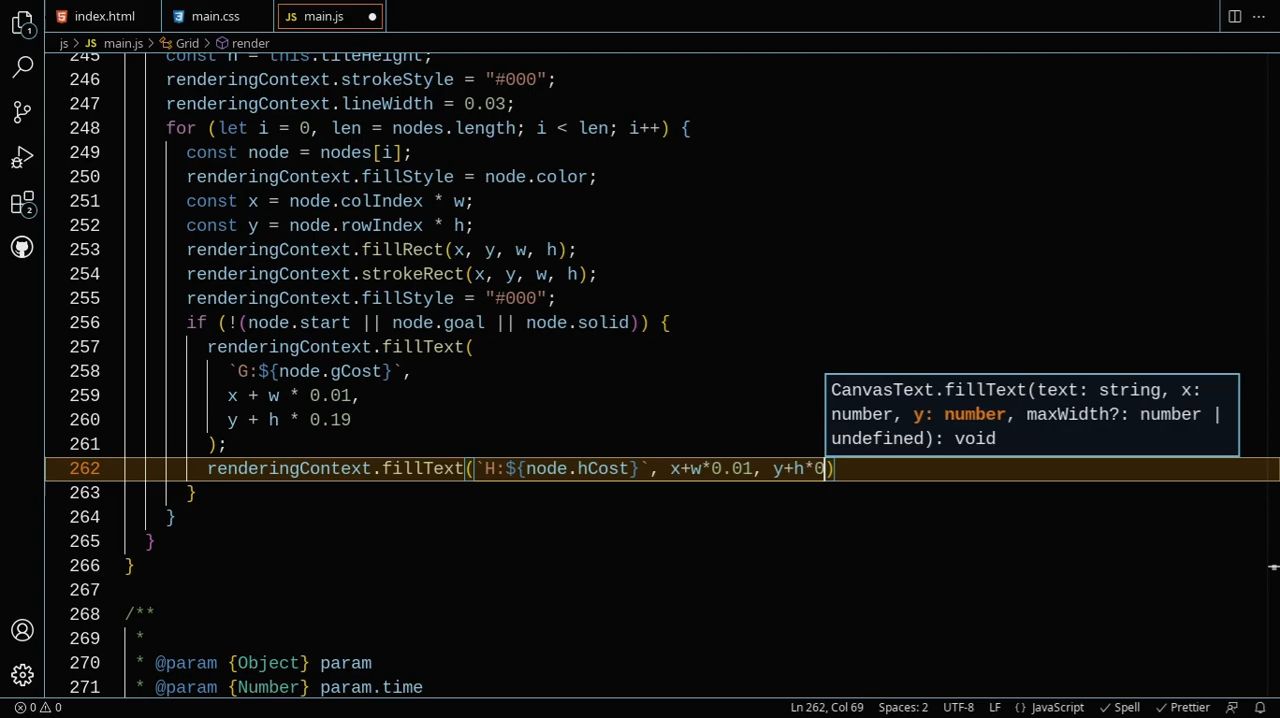 index.html
main.css
main.js
js > main.js > Grid > render
245 const h = this.tileHeight;
246 renderingContext.strokeStyle = "#000";
247 renderingContext.lineWidth = 0.03;
248 for (let i = 0, len = nodes.length; i < len; i++) {
249 const node = nodes[i];
250 renderingContext.fillStyle = node.color;
251 const x = node.colIndex * w;
252 const y = node.rowIndex * h;
253 renderingContext.fillRect(x, y, w, h);
254 renderingContext.strokeRect(x, y, w, h);
255 renderingContext.fillStyle = "#000";
256 if (!(node.start || node.goal || node.solid)) {
257 renderingContext.fillText(
258 `G:${node.gCost}`,
259 x + w * 0.01,
260 y + h * 0.19
261 );
262 renderingContext.fillText(`H:${node.hCost}`, x+w*0.01, y+h*0)
263 }
264 }
265 }
266 }
267
268 /**
269 *
270 * @param {Object} param
271 * @param {Number} param.time
CanvasText.fillText(text: string, x:
number, y: number, maxWidth?: number |
undefined): void
1
2
0 0
Ln 262, Col 69
Spaces: 2
UTF-8
LF
{} JavaScript
Spell
Prettier